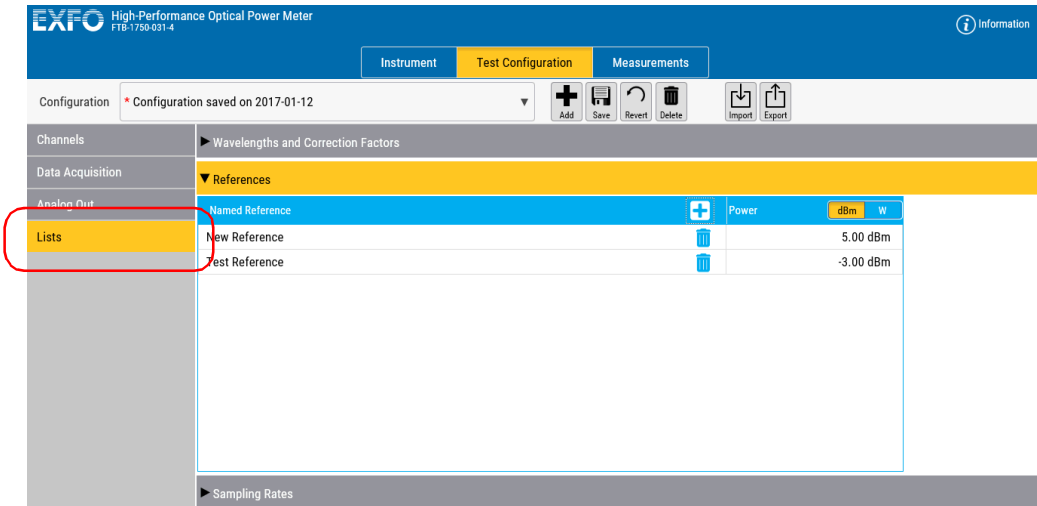 EXFO High-Performance Optical Power Meter
FTB-1750-031-4
i Information
Instrument Test Configuration Measurements
Configuration * Configuration saved on 2017-01-12
Add Save Revert Delete Import Export
Channels
Data Acquisition
Analog Out
Lists
Wavelengths and Correction Factors
References
Named Reference Power dBm W
New Reference 5.00 dBm
Test Reference -3.00 dBm
Sampling Rates